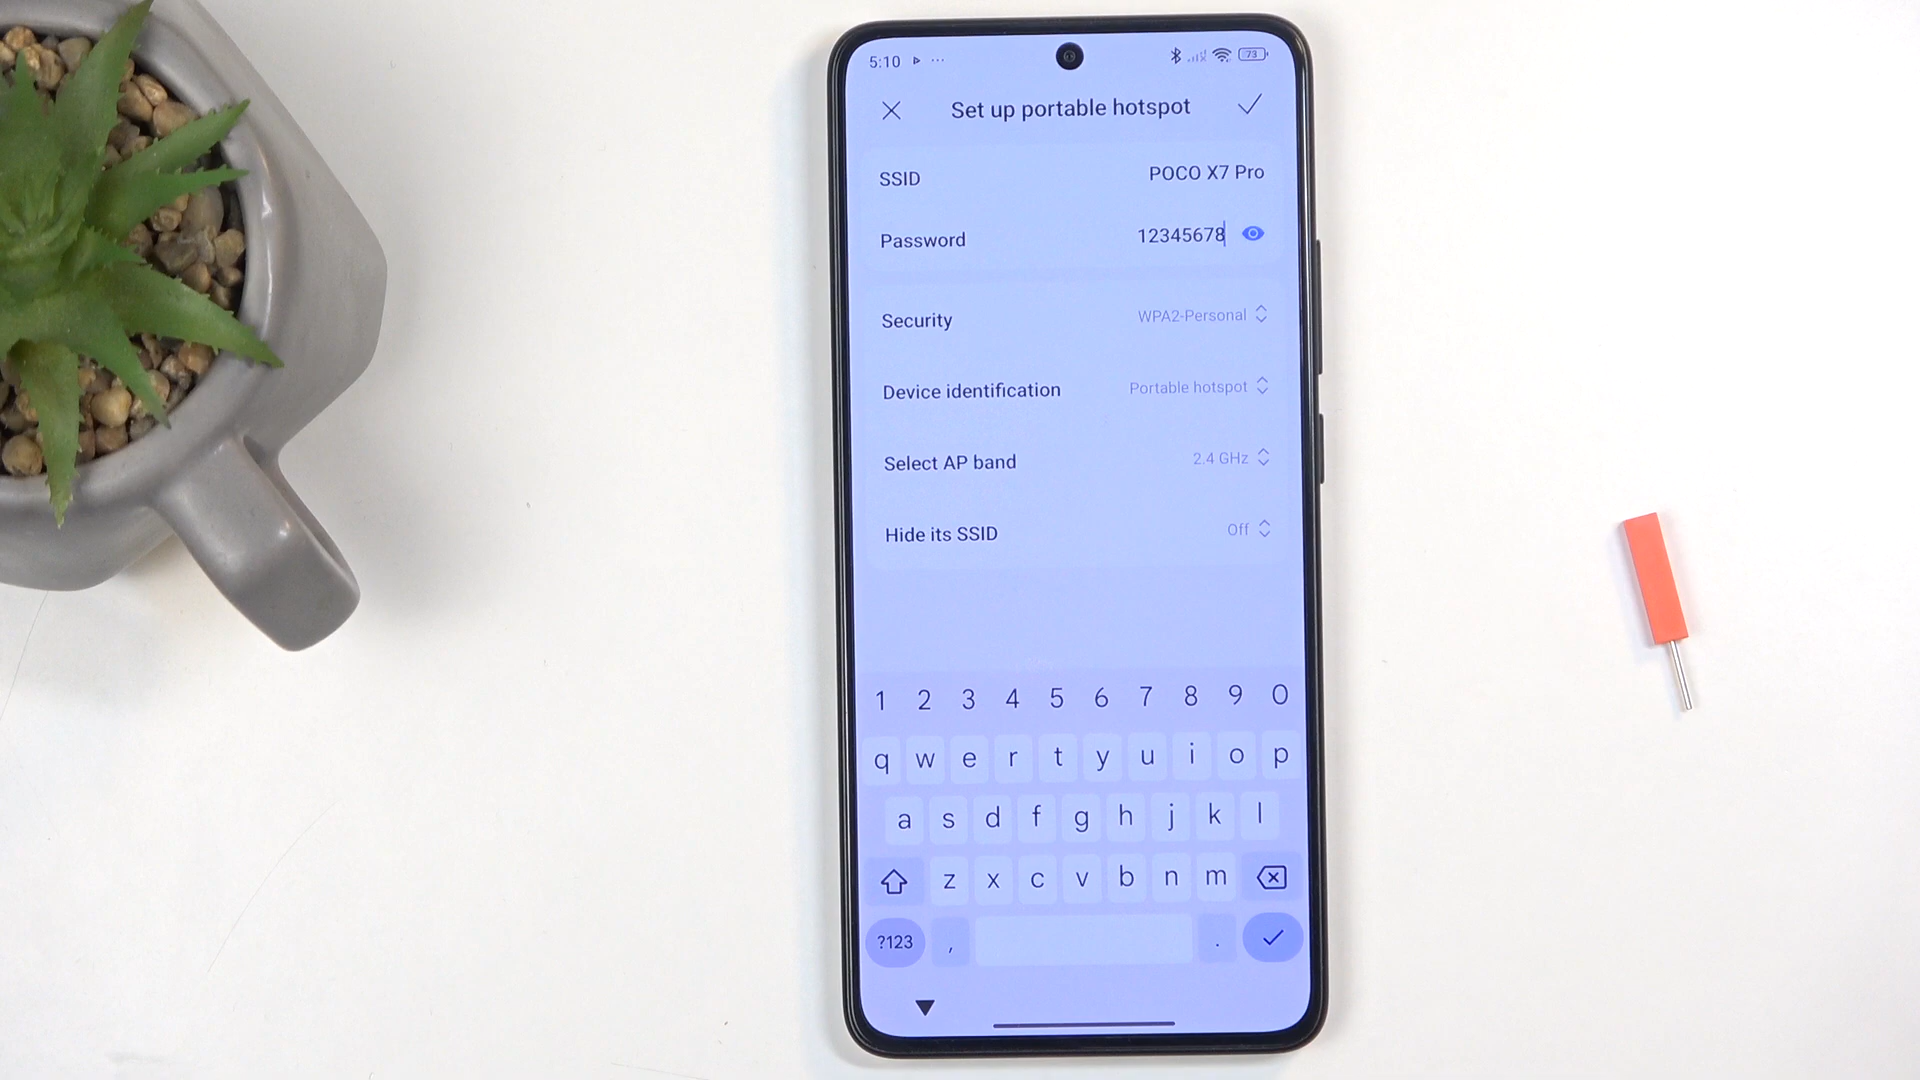 5:10 ... 73
Set up portable hotspot
SSID POCO X7 Pro
Password 12345678
Security WPA2-Personal
Device identification Portable hotspot
Select AP band 2.4 GHz
Hide its SSID Off
1 2 3 4 5 6 7 8 9 0
q w e r t y u i o p
a s d f g h j k l
z x c v b n m
?123 , .